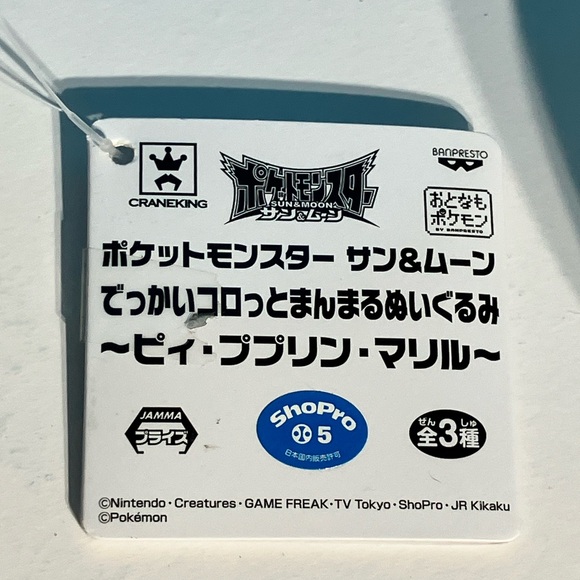 CRANEKING
ポケットモンスター
SUN&MOON
サン&ムーン
BANPRESTO
おとなも
ポケモン
BY BANPRESTO
ポケットモンスター サン&ムーン
でっかいコロっとまんまるぬいぐるみ
～ピィ・ププリン・マリル～
JAMMA
プライズ
ShoPro
5
日本国内販売許可
ぜん しゅ
全3種
©Nintendo・Creatures・GAME FREAK・TV Tokyo・ShoPro・JR Kikaku
©Pokémon